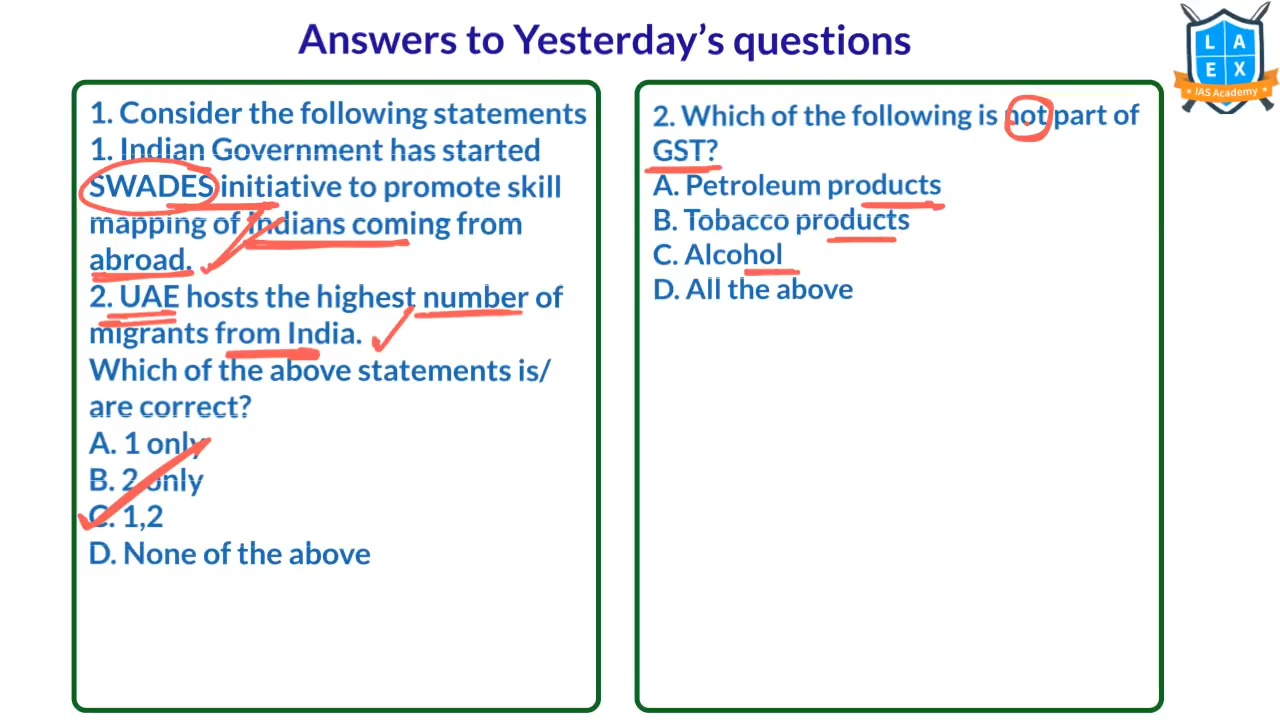 Answers to Yesterday's questions
L A
E X
IAS Academy
1. Consider the following statements
1. Indian Government has started
SWADES initiative to promote skill
mapping of Indians coming from
abroad.
2. UAE hosts the highest number of
migrants from India.
Which of the above statements is/
are correct?
A. 1 only
B. 2 only
C. 1,2
D. None of the above
2. Which of the following is not part of
GST?
A. Petroleum products
B. Tobacco products
C. Alcohol
D. All the above